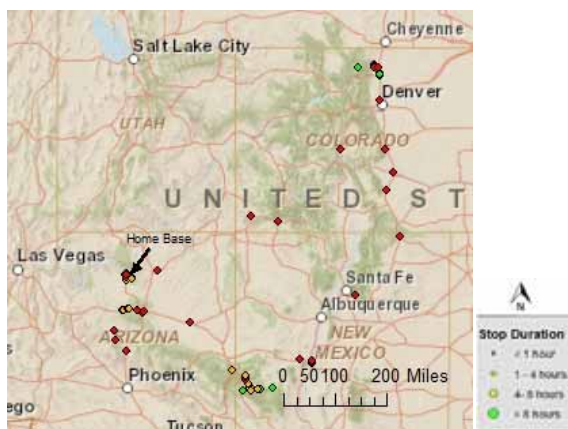 Cheyenne
Salt Lake City
Denver
UTAH
COLORADO
UNITED ST
Home Base
Las Vegas
Santa Fe
Albuquerque
ARIZONA
NEW
MEXICO
Phoenix
0 50 100 200 Miles
ego
Tucson
N
Stop Duration
< 1 hour
1 - 4 hours
4- 8 hours
> 8 hours